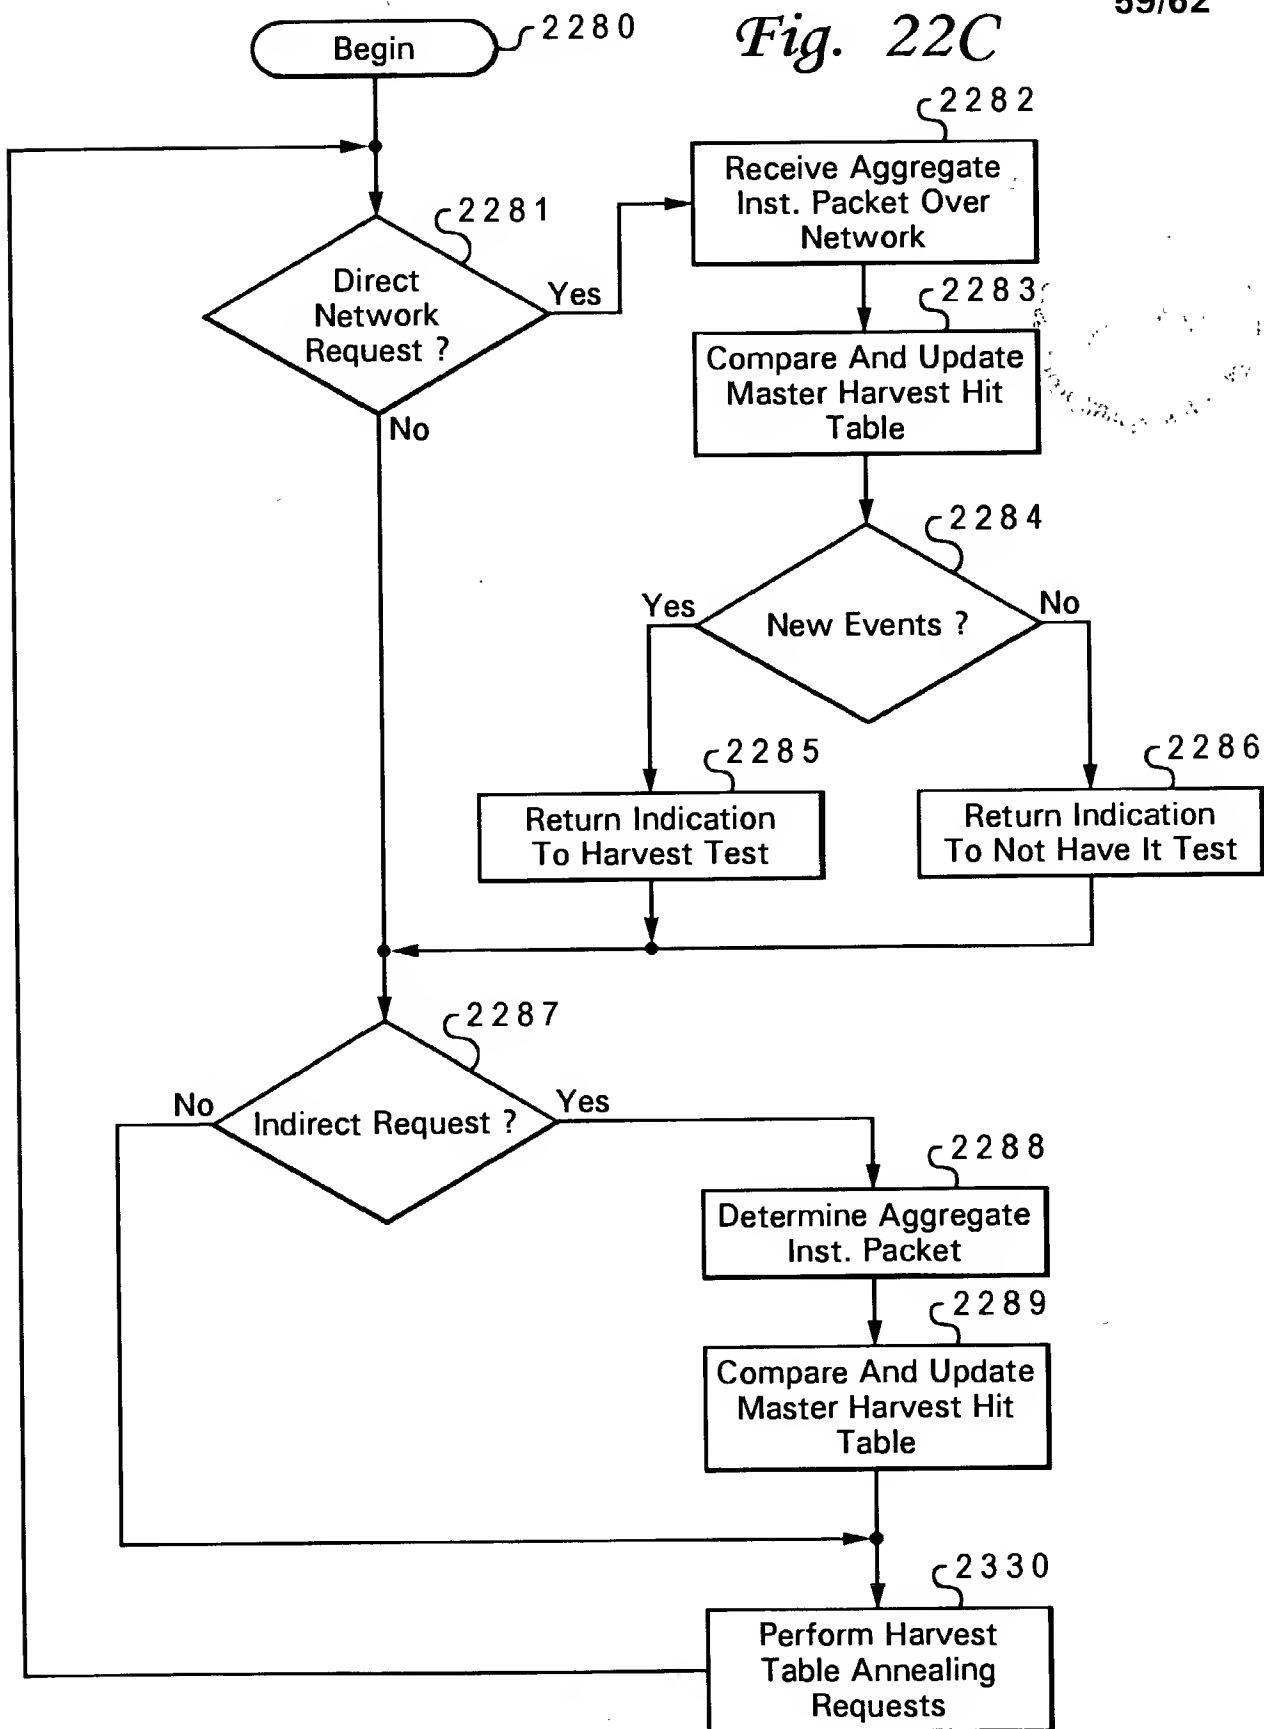 59/62
Fig. 22C
Begin
2280
2281
Direct
Network
Request ?
Yes
No
2282
Receive Aggregate
Inst. Packet Over
Network
2283
Compare And Update
Master Harvest Hit
Table
2284
New Events ?
Yes
No
2285
Return Indication
To Harvest Test
2286
Return Indication
To Not Have It Test
2287
Indirect Request ?
No
Yes
2288
Determine Aggregate
Inst. Packet
2289
Compare And Update
Master Harvest Hit
Table
2330
Perform Harvest
Table Annealing
Requests